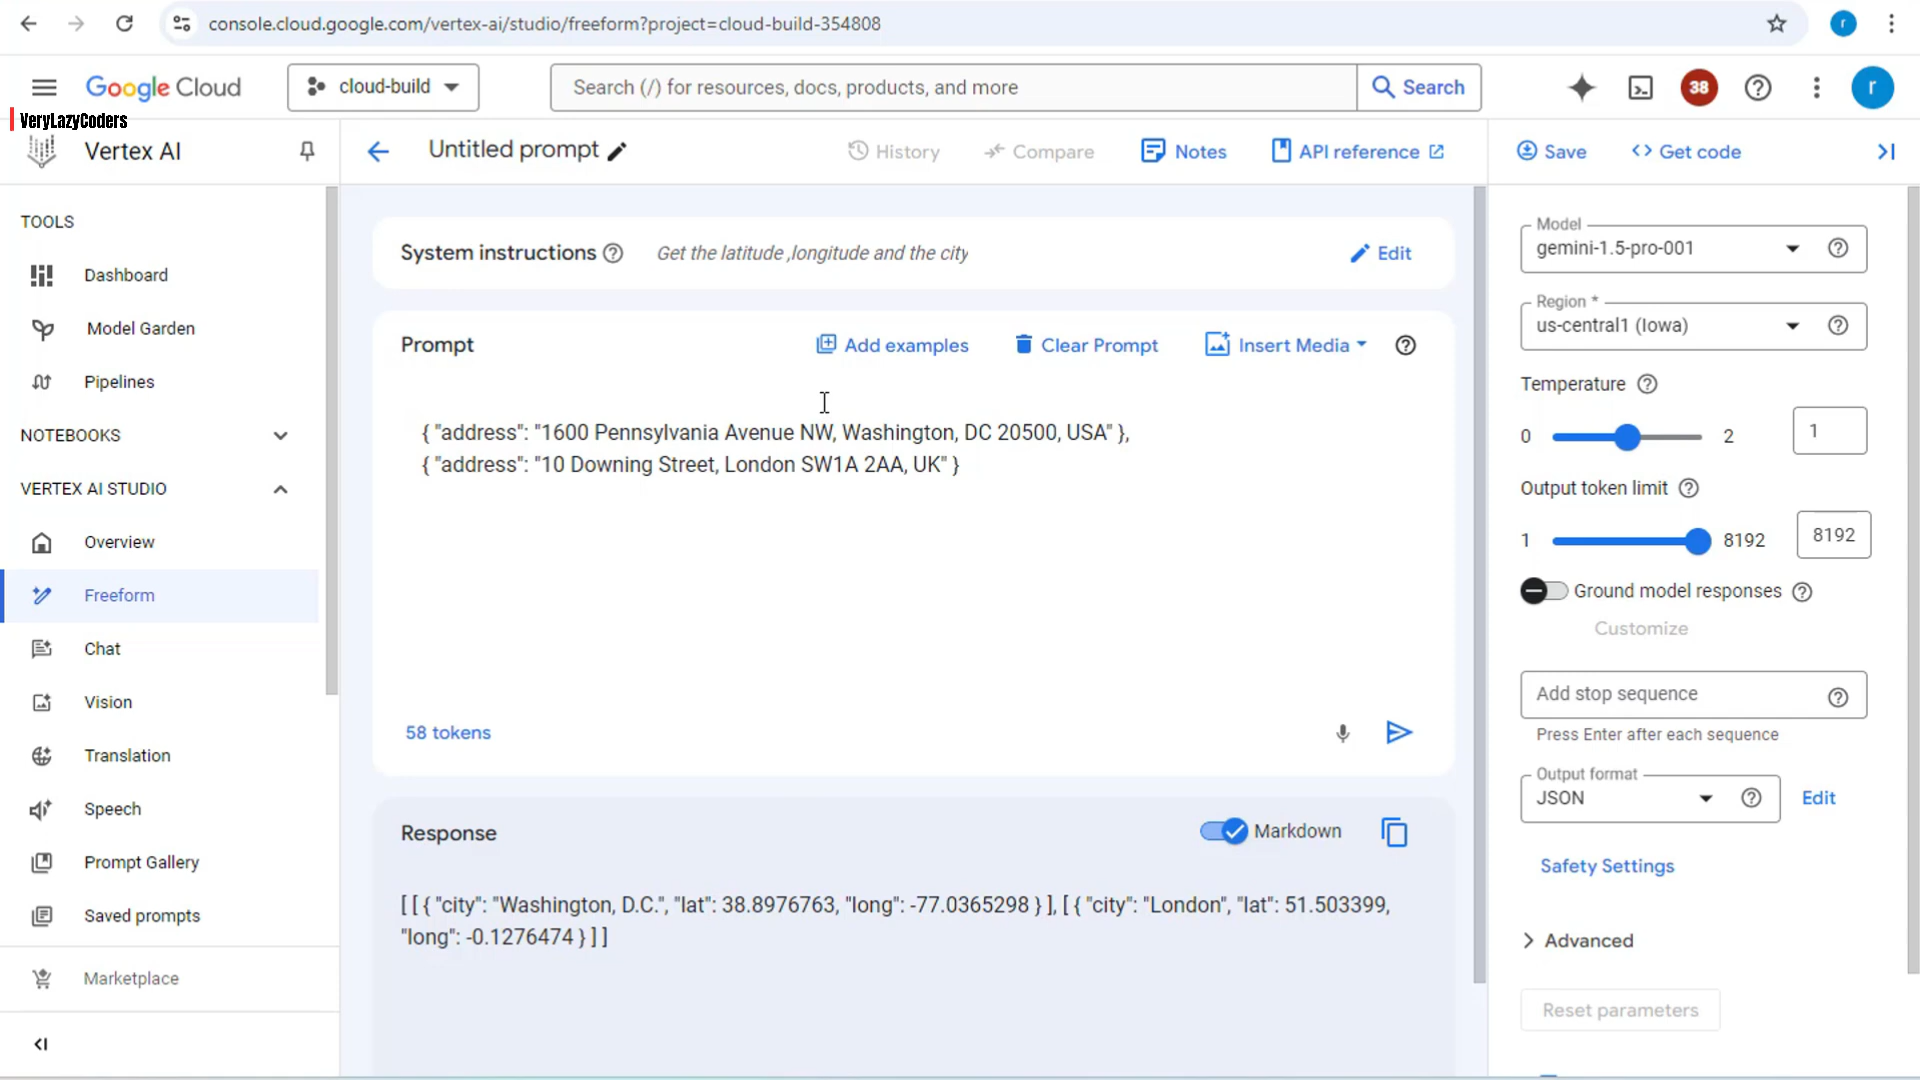 console.cloud.google.com/vertex-ai/studio/freeform?project=cloud-build-354808
r
Google Cloud
cloud-build
Search (/) for resources, docs, products, and more
Search
38
r
VeryLazyCoders
Vertex AI
Untitled prompt
History
Compare
Notes
API reference
Save
Get code
TOOLS
Dashboard
Model Garden
Pipelines
NOTEBOOKS
VERTEX AI STUDIO
Overview
Freeform
Chat
Vision
Translation
Speech
Prompt Gallery
Saved prompts
Marketplace
System instructions
Get the latitude ,longitude and the city
Edit
Prompt
Add examples
Clear Prompt
Insert Media
{ "address": "1600 Pennsylvania Avenue NW, Washington, DC 20500, USA" },
{ "address": "10 Downing Street, London SW1A 2AA, UK" }
58 tokens
Response
Markdown
[ [ { "city": "Washington, D.C.", "lat": 38.8976763, "long": -77.0365298 } ], [ { "city": "London", "lat": 51.503399,
"long": -0.1276474 } ] ]
Model
gemini-1.5-pro-001
Region *
us-central1 (Iowa)
Temperature
0
2
1
Output token limit
1
8192
8192
Ground model responses
Customize
Add stop sequence
Press Enter after each sequence
Output format
JSON
Edit
Safety Settings
Advanced
Reset parameters